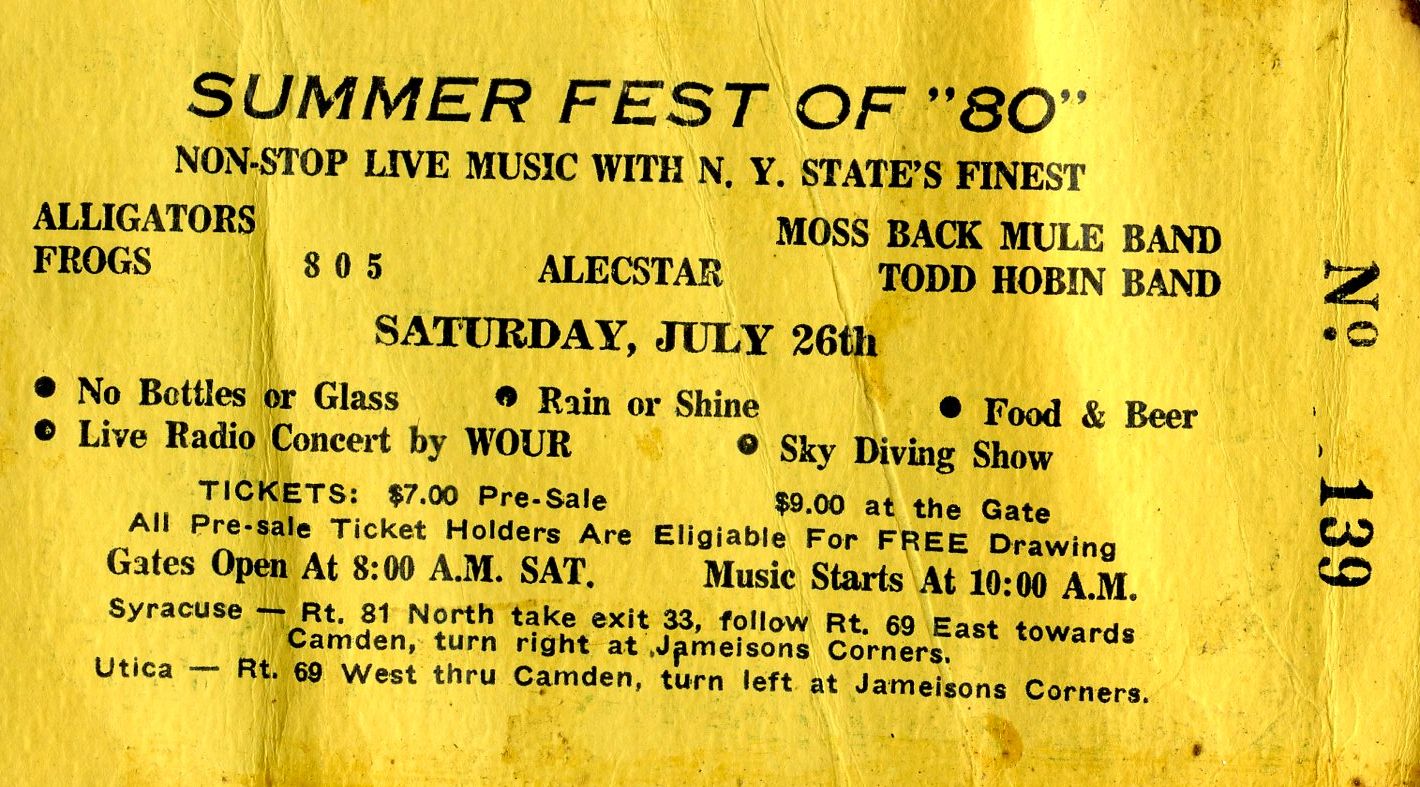 SUMMER FEST OF "80"
NON-STOP LIVE MUSIC WITH N. Y. STATE'S FINEST
ALLIGATORS MOSS BACK MULE BAND
FROGS 8 0 5 ALECSTAR TODD HOBIN BAND
SATURDAY, JULY 26th
● No Bottles or Glass ● Rain or Shine ● Food & Beer
● Live Radio Concert by WOUR ● Sky Diving Show
TICKETS: $7.00 Pre-Sale $9.00 at the Gate
All Pre-sale Ticket Holders Are Eligiable For FREE Drawing
Gates Open At 8:00 A.M. SAT. Music Starts At 10:00 A.M.
Syracuse — Rt. 81 North take exit 33, follow Rt. 69 East towards
Camden, turn right at Jameisons Corners.
Utica — Rt. 69 West thru Camden, turn left at Jameisons Corners.
No. 139